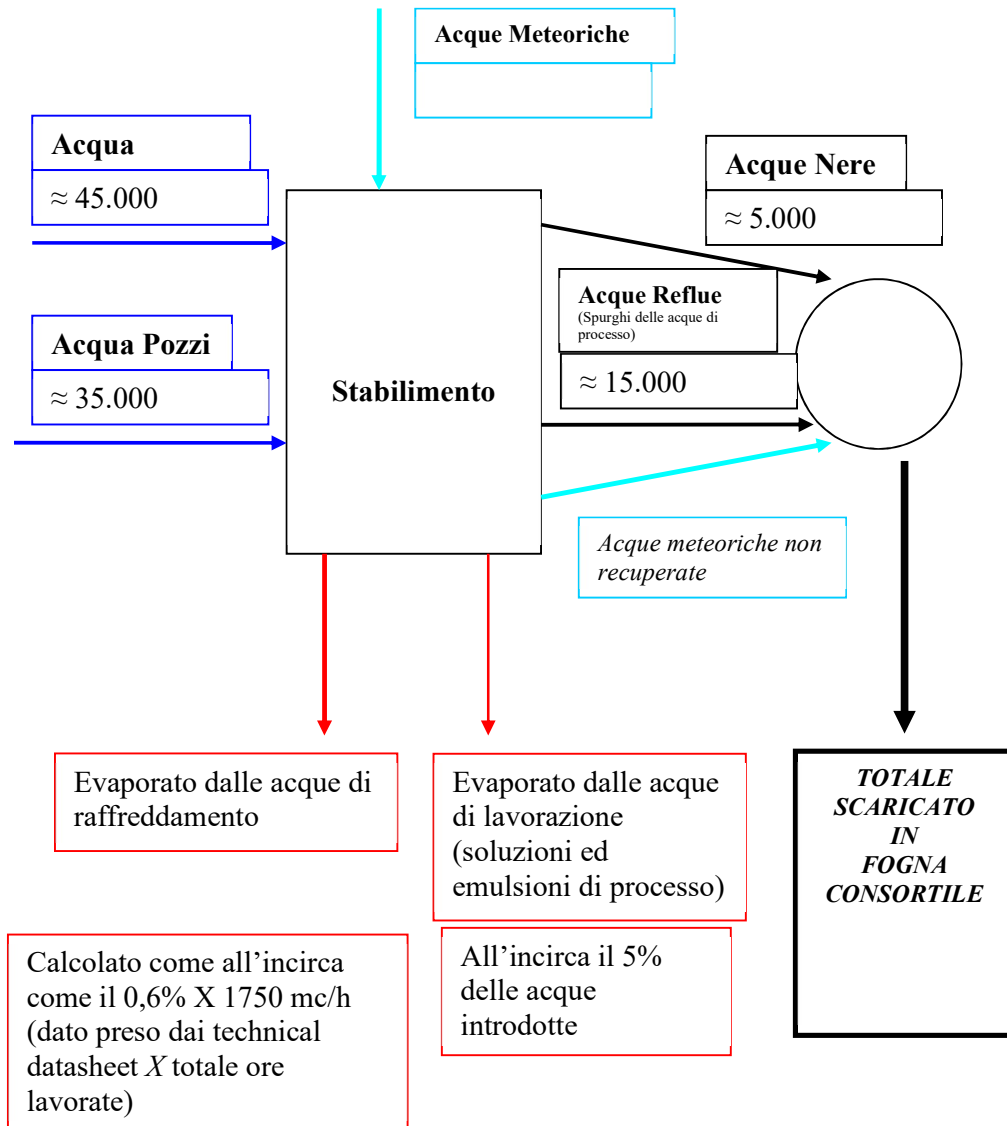 Acque Meteoriche
Acqua
≈ 45.000
Acque Nere
≈ 5.000
Acque Reflue
(Spurghi delle acque di
processo)
≈ 15.000
Acqua Pozzi
≈ 35.000
Stabilimento
Acque meteoriche non
recuperate
Evaporato dalle acque di
raffreddamento
Evaporato dalle acque
di lavorazione
(soluzioni ed
emulsioni di processo)
TOTALE
SCARICATO
IN
FOGNA
CONSORTILE
Calcolato come all’incirca
come il 0,6% X 1750 mc/h
(dato preso dai technical
datasheet X totale ore
lavorate)
All’incirca il 5%
delle acque
introdotte